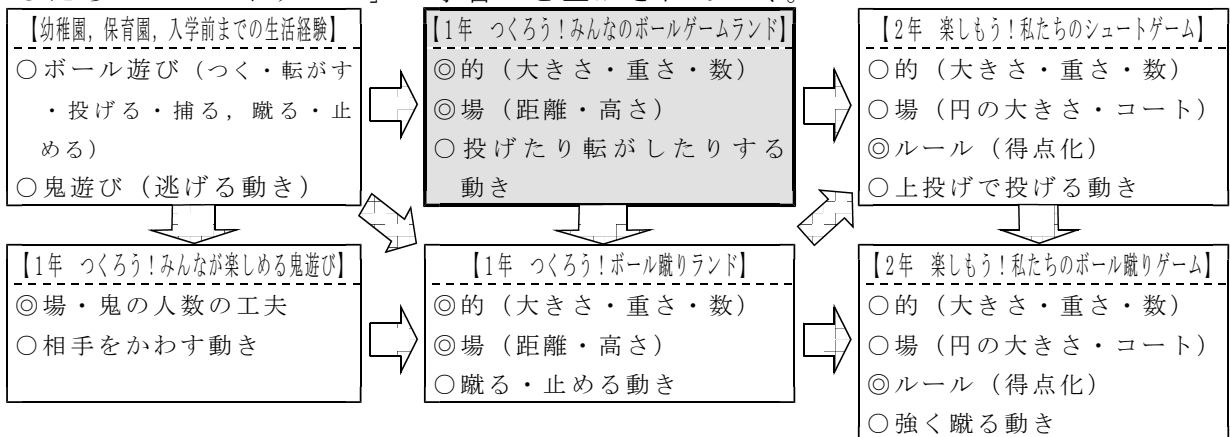 【幼稚園，保育園，入学前までの生活経験】
○ボール遊び（つく・転がす
・投げる・捕る，蹴る・止
める）
○鬼遊び（逃げる動き）
【1年 つくろう！みんなのボールゲームランド】
◎的（大きさ・重さ・数）
◎場（距離・高さ）
○投げたり転がしたりする
動き
【2年 楽しもう！私たちのシュートゲーム】
○的（大きさ・重さ・数）
○場（円の大きさ・コート）
◎ルール（得点化）
○上投げで投げる動き
【1年 つくろう！みんなが楽しめる鬼遊び】
◎場・鬼の人数の工夫
○相手をかわす動き
【1年 つくろう！ボール蹴りランド】
◎的（大きさ・重さ・数）
◎場（距離・高さ）
○蹴る・止める動き
【2年 楽しもう！私たちのボール蹴りゲーム】
○的（大きさ・重さ・数）
○場（円の大きさ・コート）
◎ルール（得点化）
○強く蹴る動き